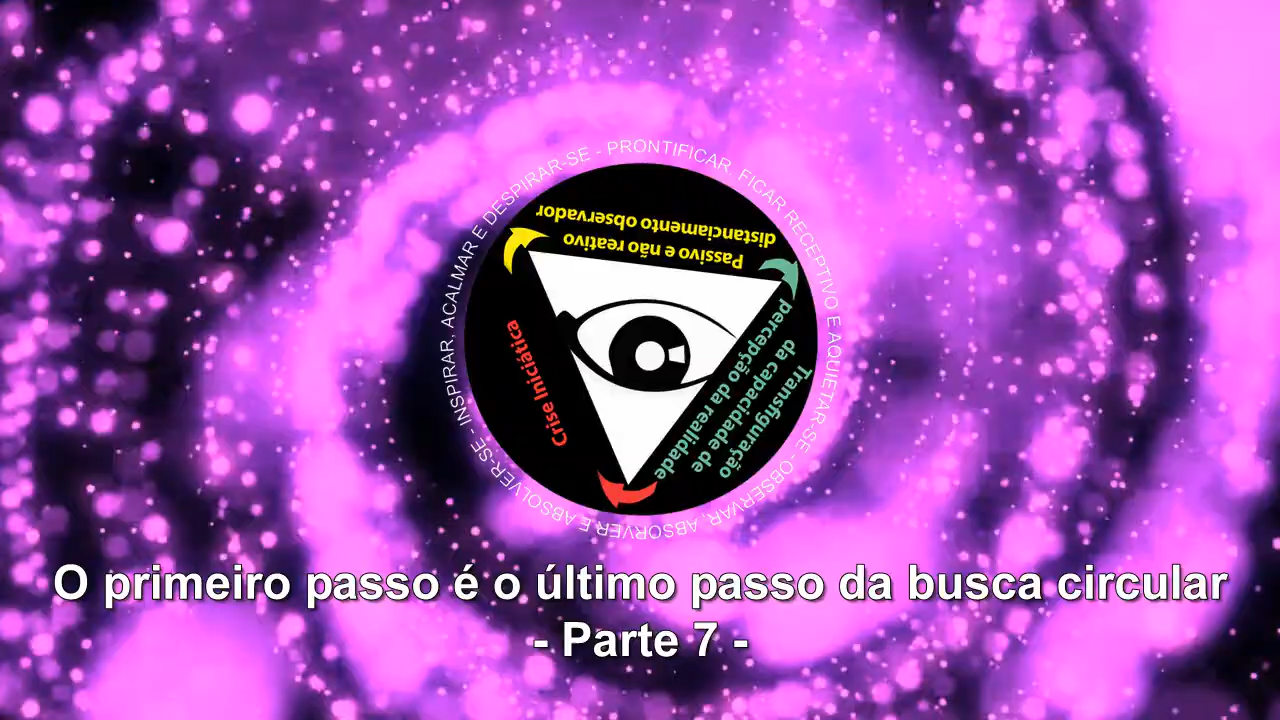 INSPIRAR, ACALMAR E DESPIRAR-SE - PRONTIFICAR, FICAR RECEPTIVO E AQUIETAR-SE - OBSERVAR, ABSORVER E ABSOLVER-SE -
Passivo e não reativo
distanciamento observador
Transfiguração
da capacidade de
percepção da realidade
Crise Iniciática
O primeiro passo é o último passo da busca circular
- Parte 7 -